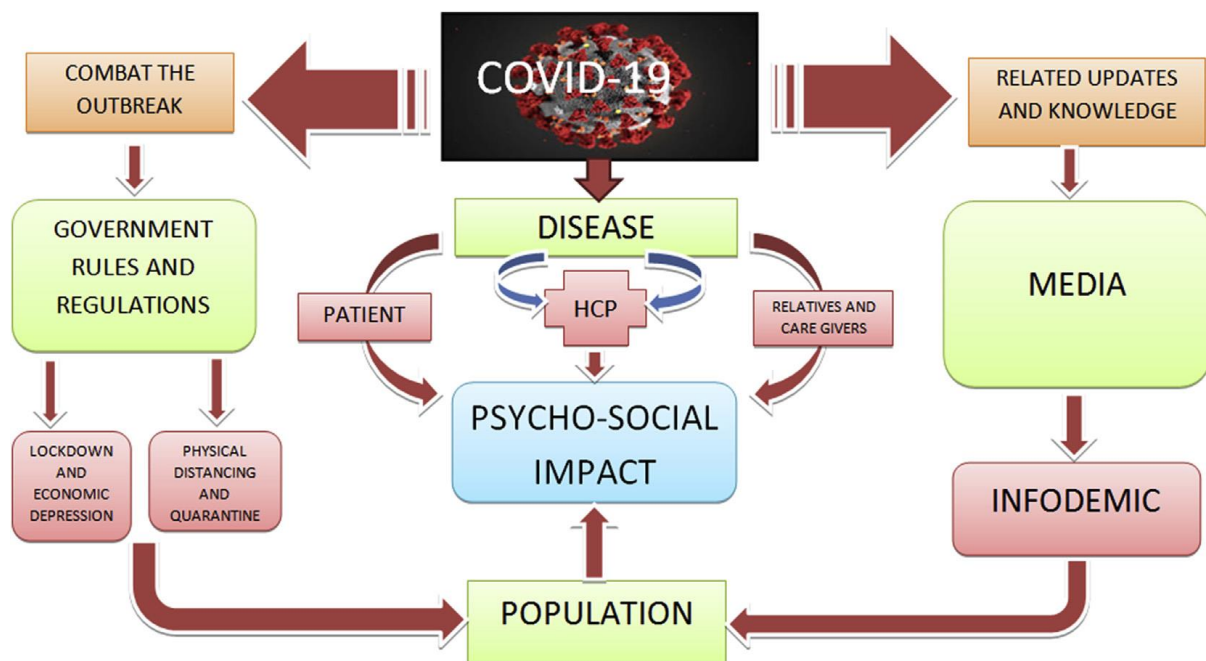 COVID-19
COMBAT THE
OUTBREAK
RELATED UPDATES
AND KNOWLEDGE
GOVERNMENT
RULES AND
REGULATIONS
DISEASE
MEDIA
PATIENT
HCP
RELATIVES AND
CARE GIVERS
PSYCHO-SOCIAL
IMPACT
LOCKDOWN
AND
ECONOMIC
DEPRESSION
PHYSICAL
DISTANCING
AND
QUARANTINE
INFODEMIC
POPULATION